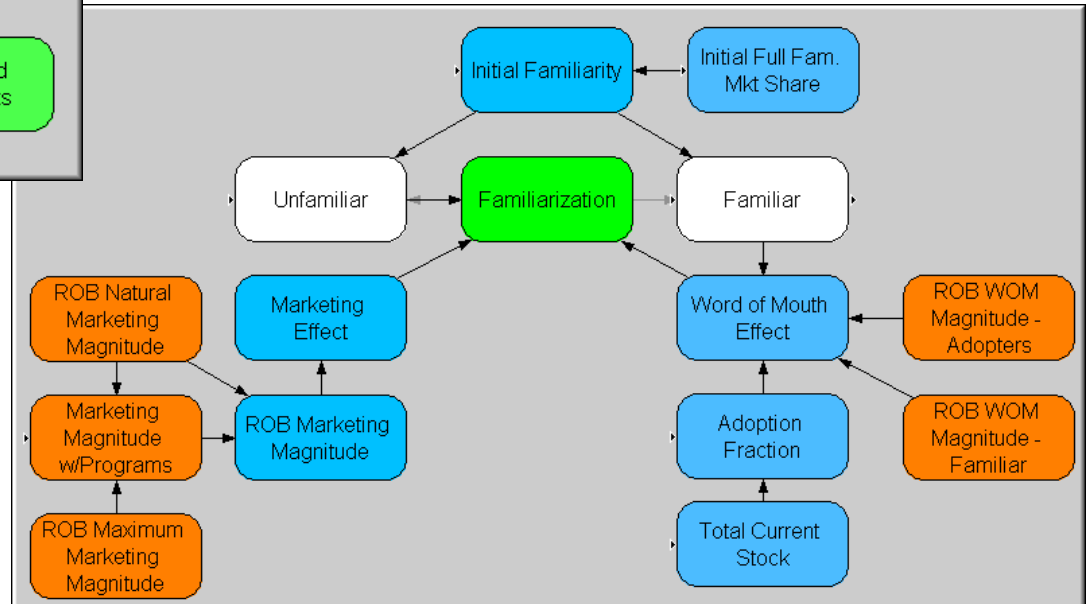 Initial Familiarity
Initial Full Fam.
Mkt Share
Unfamiliar
Familiarization
Familiar
ROB Natural
Marketing
Magnitude
Marketing
Effect
Word of Mouth
Effect
ROB WOM
Magnitude -
Adopters
Marketing
Magnitude
w/Programs
ROB Marketing
Magnitude
Adoption
Fraction
ROB WOM
Magnitude -
Familiar
ROB Maximum
Marketing
Magnitude
Total Current
Stock